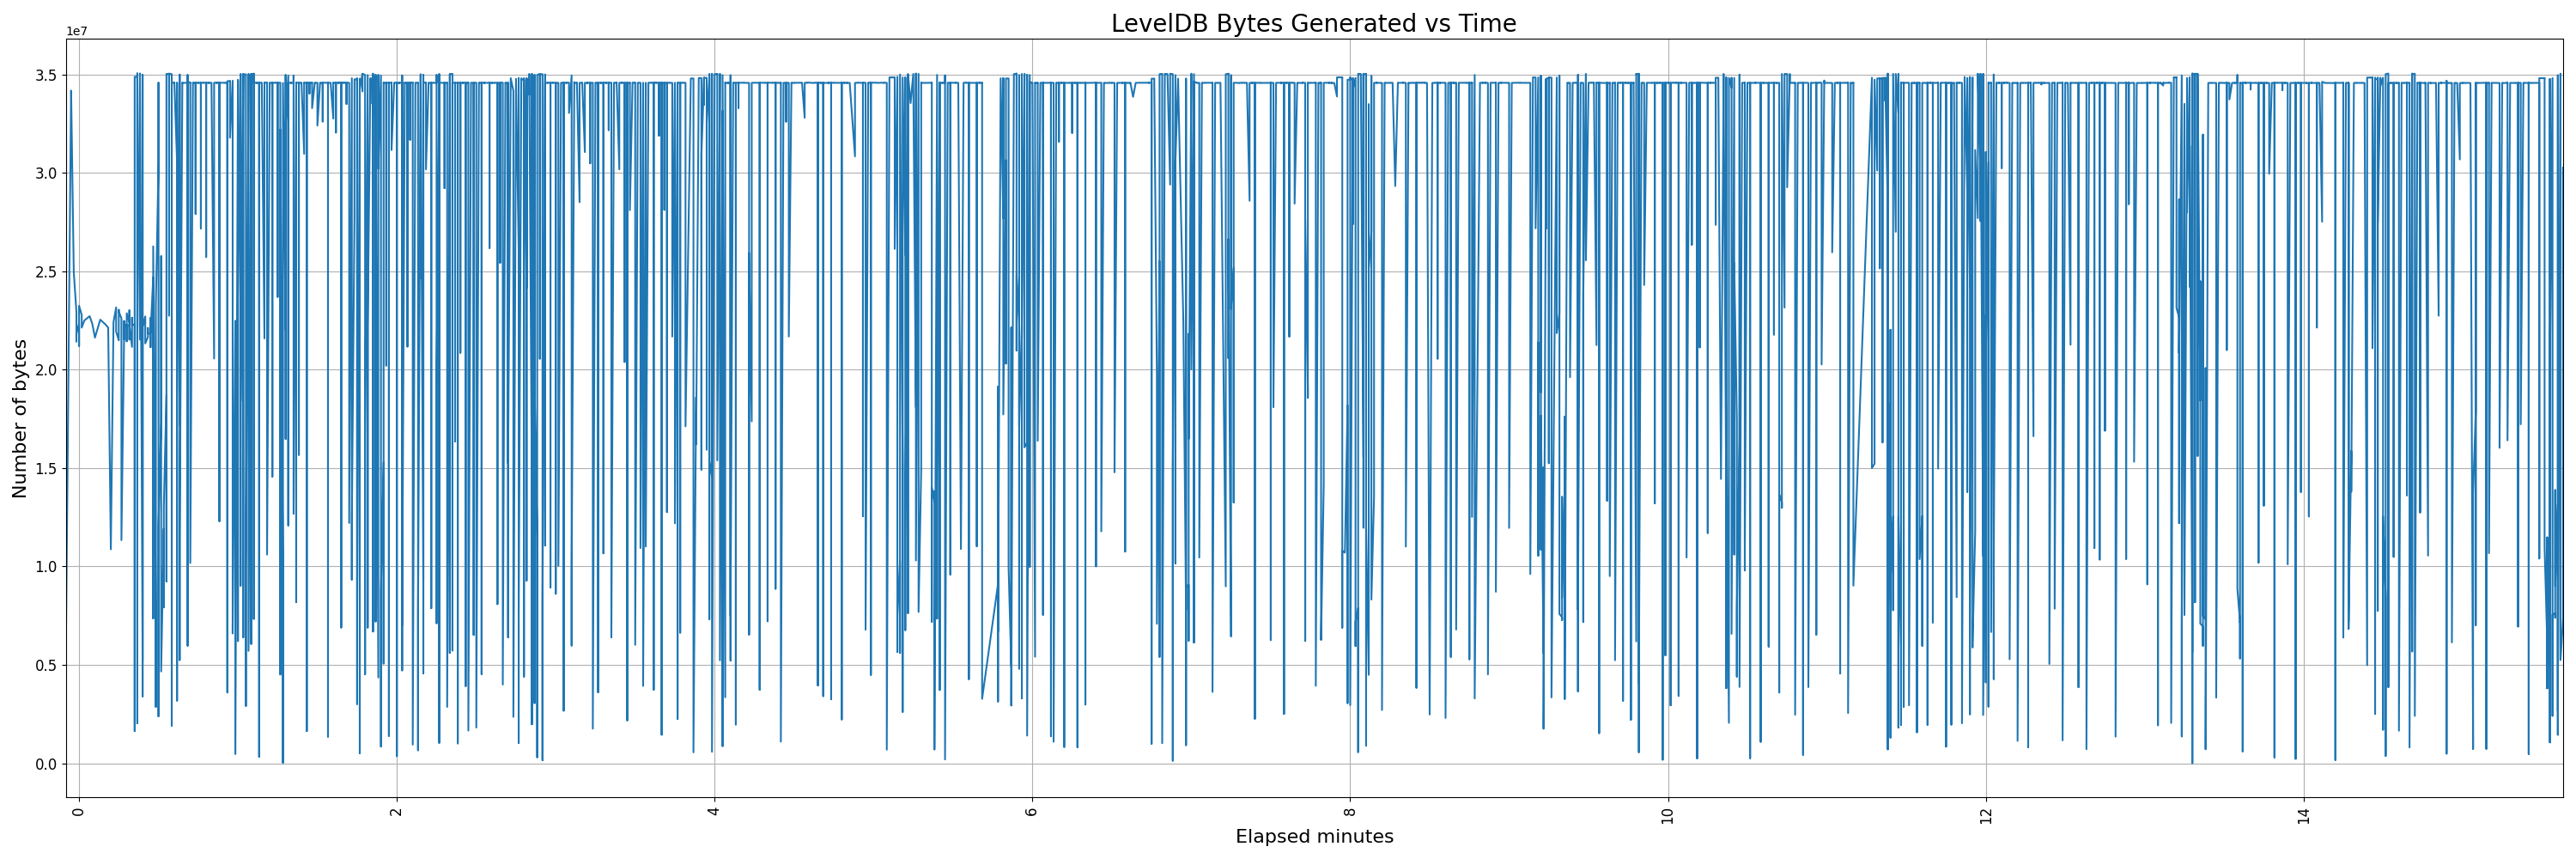 LevelDB Bytes Generated vs Time
1e7
3.5
3.0
2.5
2.0
1.5
1.0
0.5
0.0
Number of bytes
0 2 4 6 8 10 12 14
Elapsed minutes